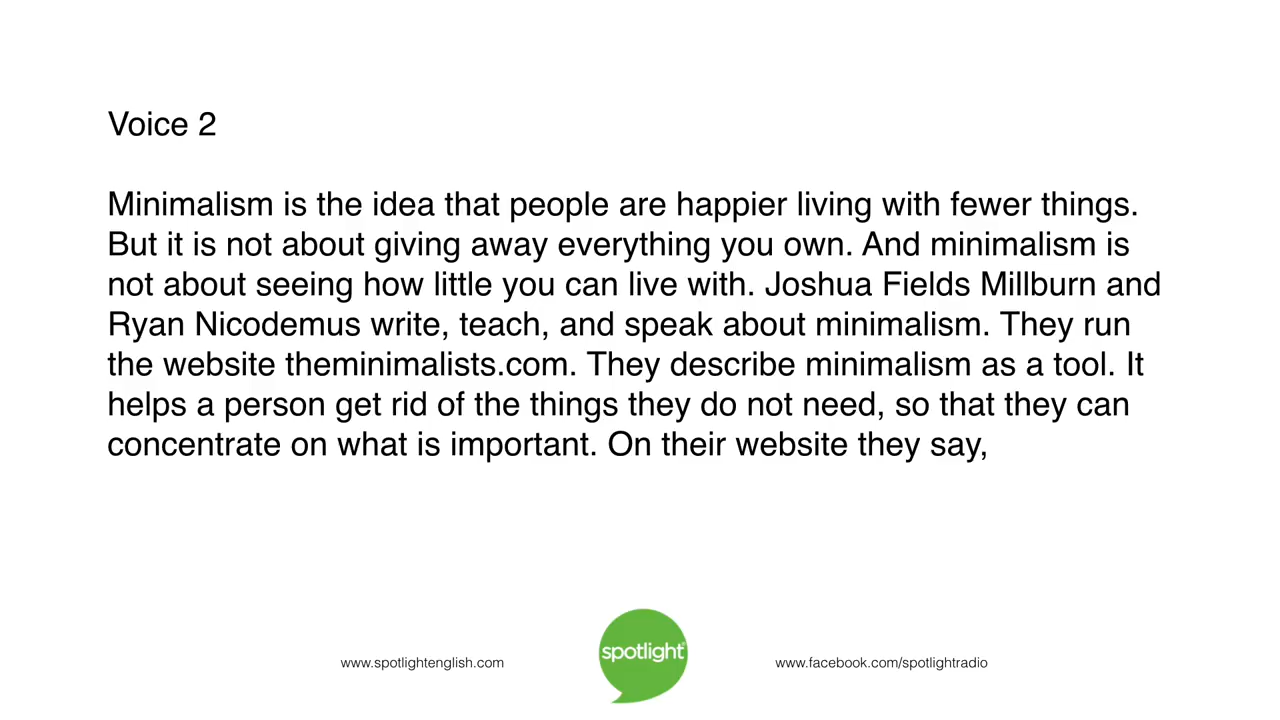 Voice 2
Minimalism is the idea that people are happier living with fewer things.
But it is not about giving away everything you own. And minimalism is
not about seeing how little you can live with. Joshua Fields Millburn and
Ryan Nicodemus write, teach, and speak about minimalism. They run
the website theminimalists.com. They describe minimalism as a tool. It
helps a person get rid of the things they do not need, so that they can
concentrate on what is important. On their website they say,
www.spotlightenglish.com
spotlight®
www.facebook.com/spotlightradio